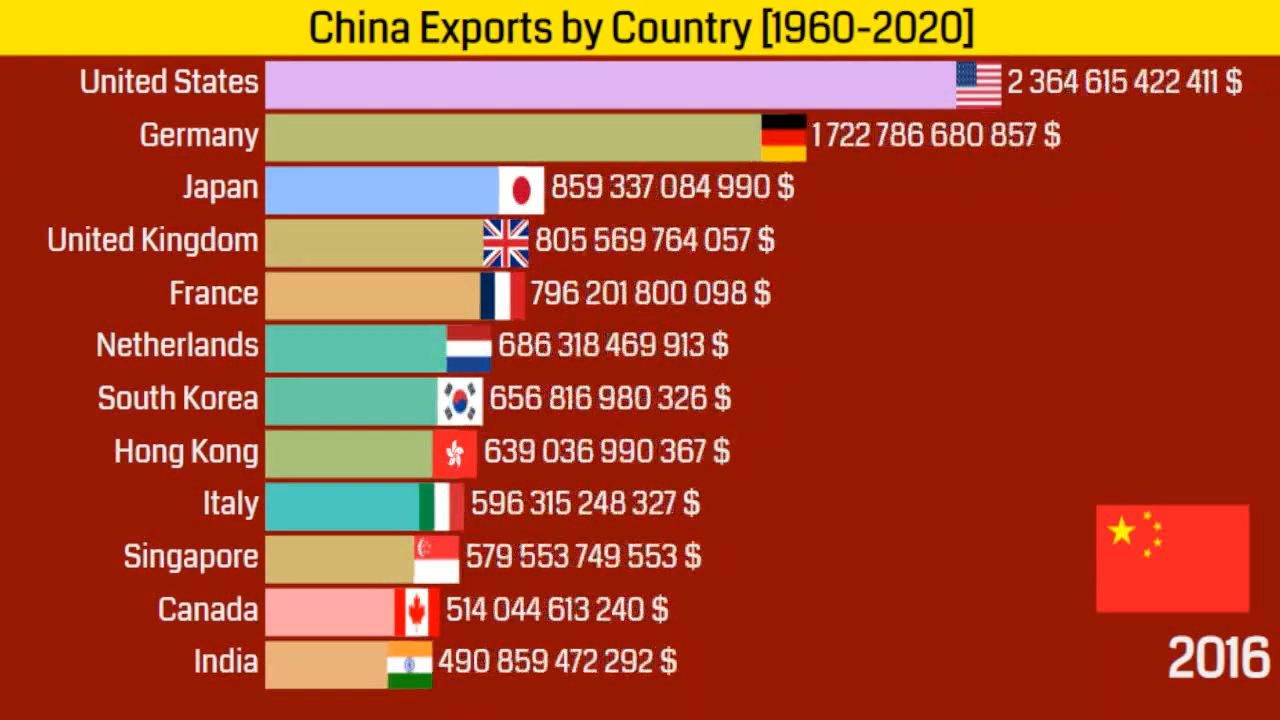 China Exports by Country [1960-2020]
United States 2 364 615 422 411 $
Germany 1 722 786 680 857 $
Japan 859 337 084 990 $
United Kingdom 805 569 764 057 $
France 796 201 800 098 $
Netherlands 686 318 469 913 $
South Korea 656 816 980 326 $
Hong Kong 639 036 990 367 $
Italy 596 315 248 327 $
Singapore 579 553 749 553 $
Canada 514 044 613 240 $
India 490 859 472 292 $
2016